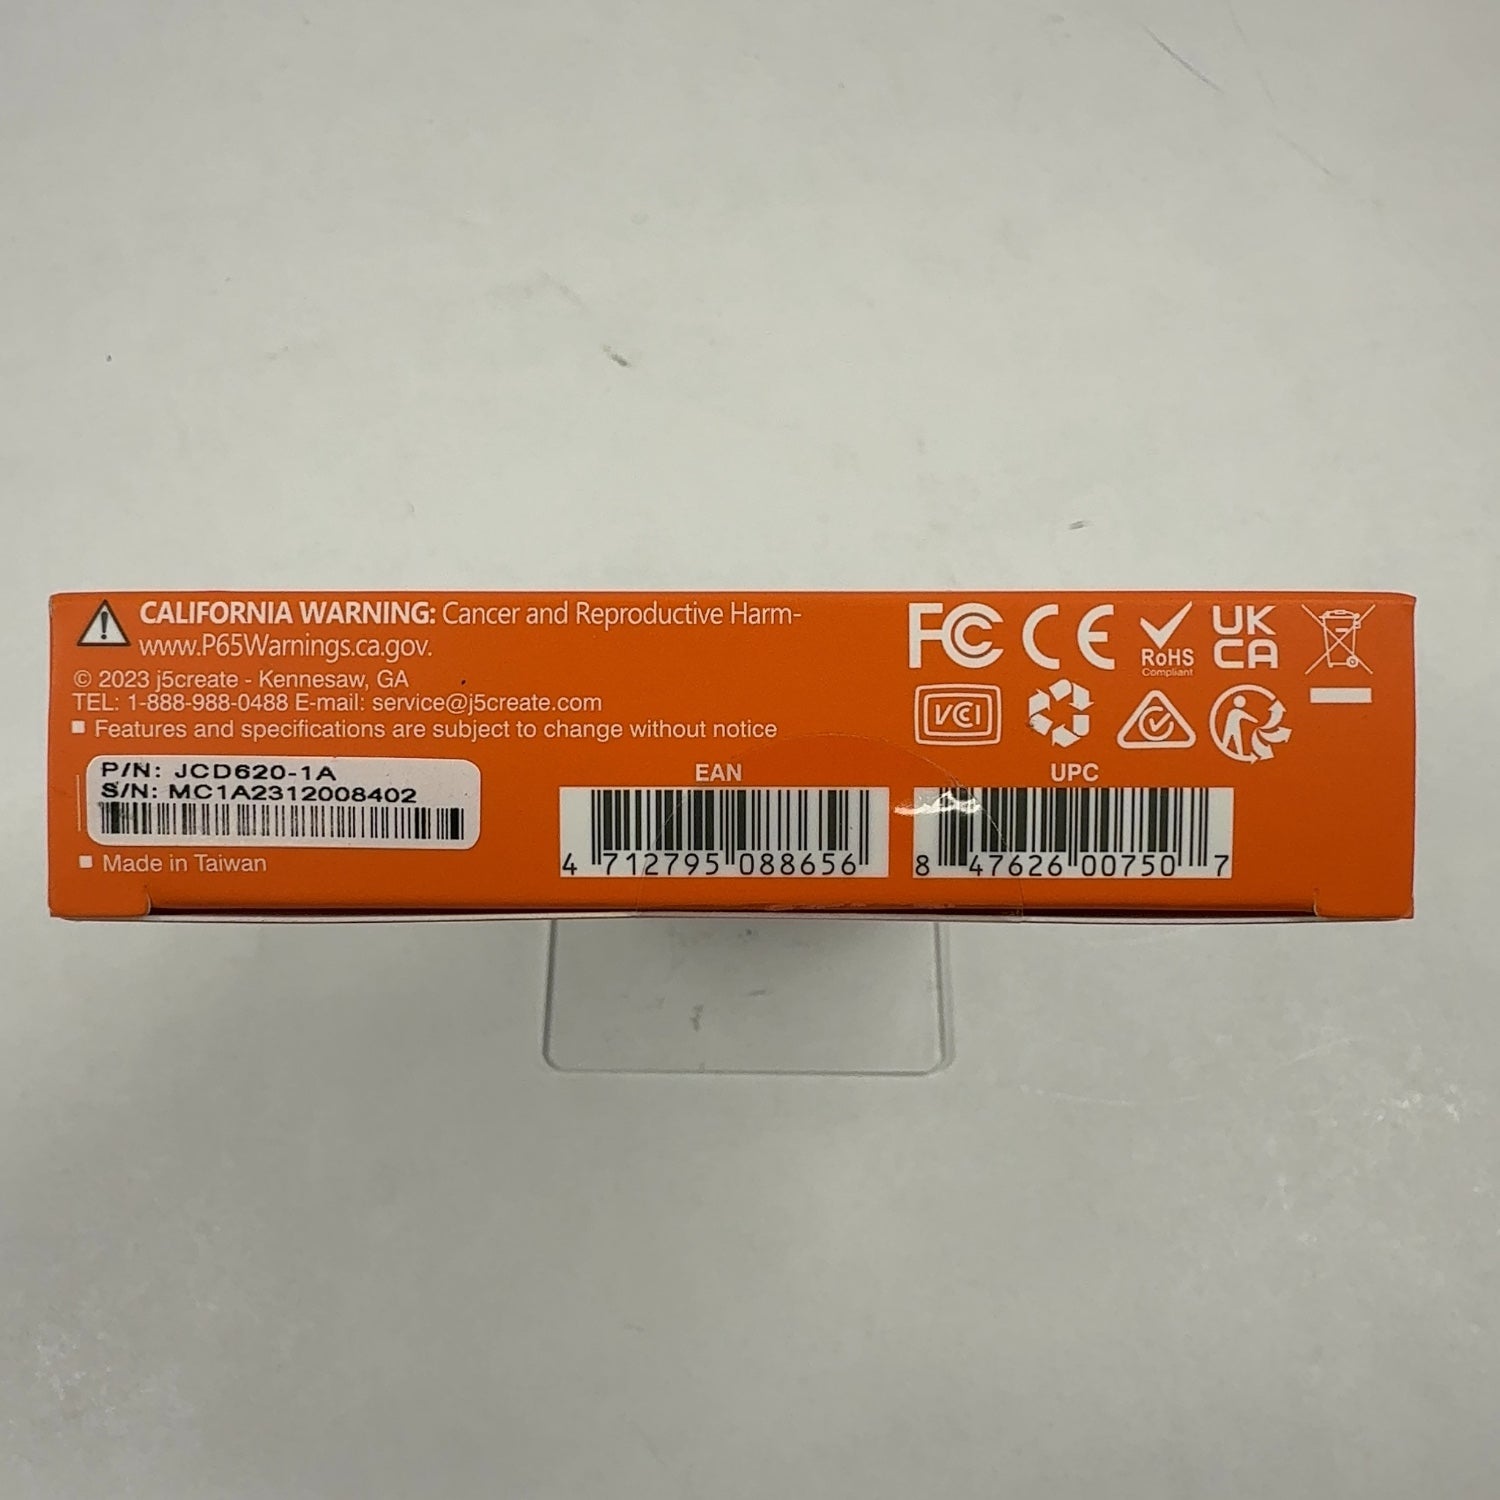 CALIFORNIA WARNING: Cancer and Reproductive Harm-
www.P65Warnings.ca.gov.
© 2023 j5create - Kennesaw, GA
TEL: 1-888-988-0488 E-mail: service@j5create.com
Features and specifications are subject to change without notice
P/N: JCD620-1A
S/N: MC1A2312008402
Made in Taiwan
FC CE RoHS Compliant UK CA
VCI
EAN
4 712795 088656
UPC
8 47626 00750 7